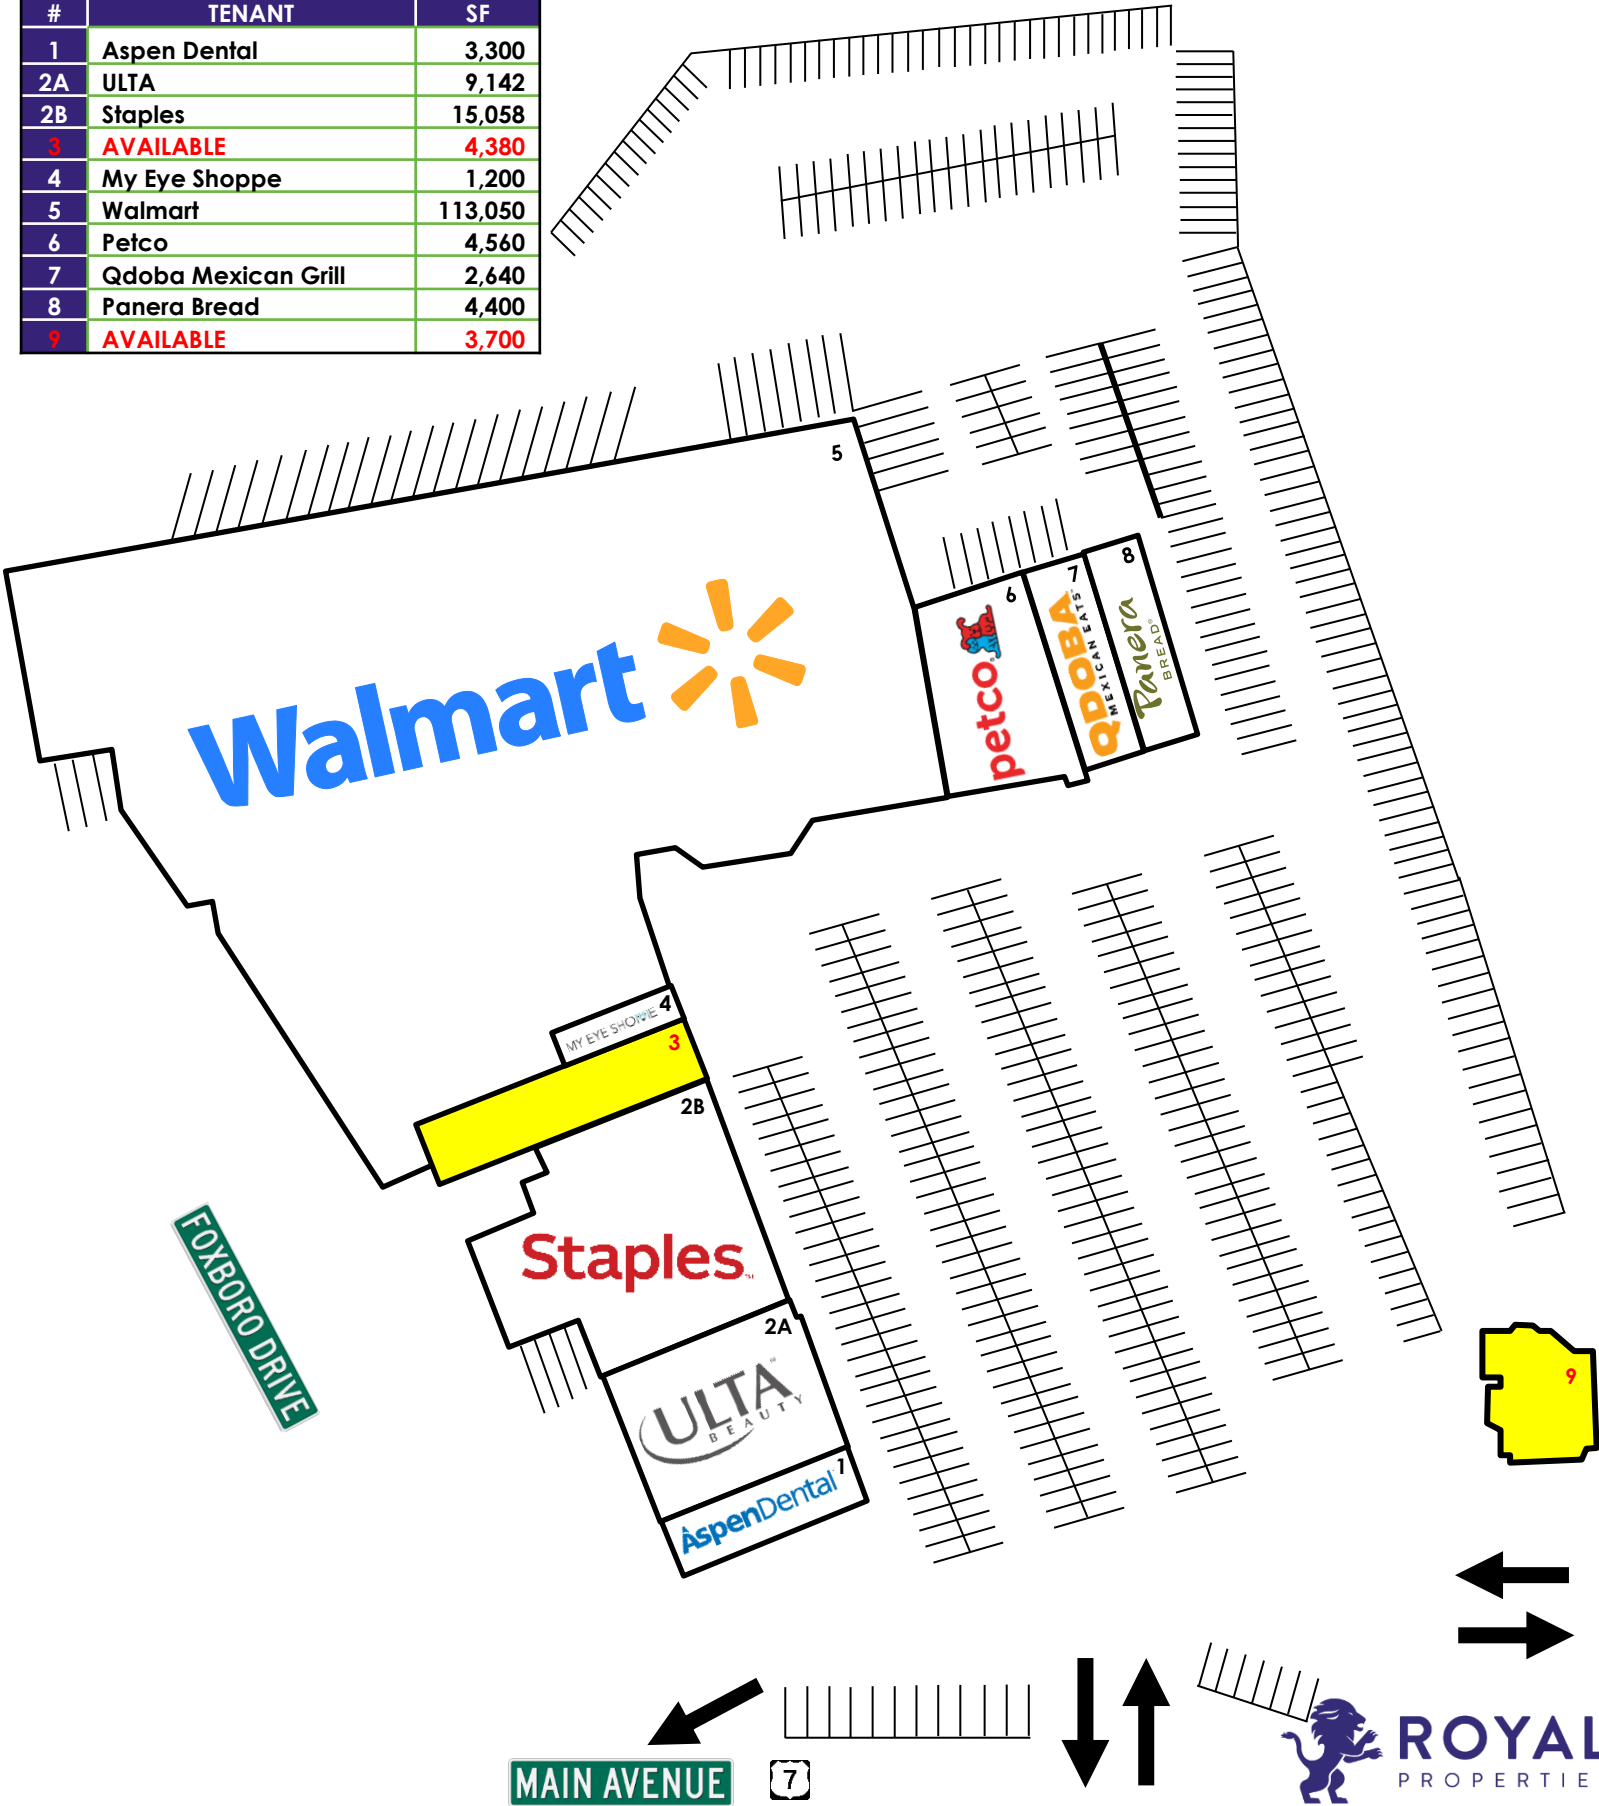 # TENANT SF
1 Aspen Dental 3,300
2A ULTA 9,142
2B Staples 15,058
3 AVAILABLE 4,380
4 My Eye Shoppe 1,200
5 Walmart 113,050
6 Petco 4,560
7 Qdoba Mexican Grill 2,640
8 Panera Bread 4,400
9 AVAILABLE 3,700
5
Walmart
6
petco
7
QDOBA
MEXICAN EATS
8
Panera
BREAD
4
MY EYE SHOPPE
3
2B
Staples
2A
ULTA
BEAUTY
1
AspenDental
9
FOXBORO DRIVE
MAIN AVENUE
7
ROYAL
PROPERTIE